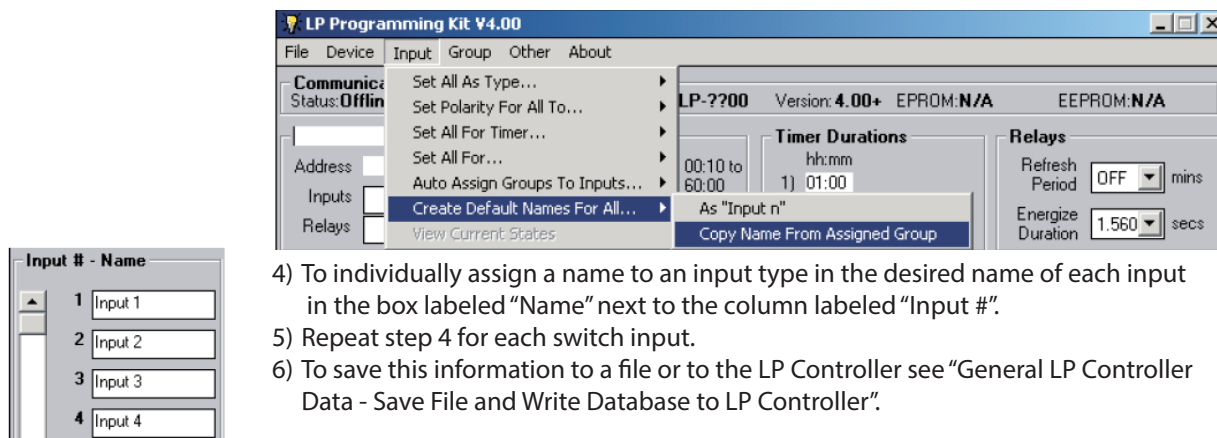 LP Programming Kit V4.00
File Device Input Group Other About
Communica
Status:Offlin
LP-??00 Version: 4.00+ EPROM:N/A EEPROM:N/A
Set All As Type...
Set Polarity For All To...
Set All For Timer...
Set All For...
Auto Assign Groups To Inputs...
Create Default Names For All...
View Current States
As "Input n"
Copy Name From Assigned Group
Address
Inputs
Relays
00:10 to
60:00
Timer Durations
hh:mm
1) 01:00
Relays
Refresh
Period OFF mins
Energize
Duration 1.560 secs
Input # - Name
1 Input 1
2 Input 2
3 Input 3
4 Input 4
4) To individually assign a name to an input type in the desired name of each input
in the box labeled “Name” next to the column labeled “Input #”.
5) Repeat step 4 for each switch input.
6) To save this information to a file or to the LP Controller see “General LP Controller
Data - Save File and Write Database to LP Controller”.